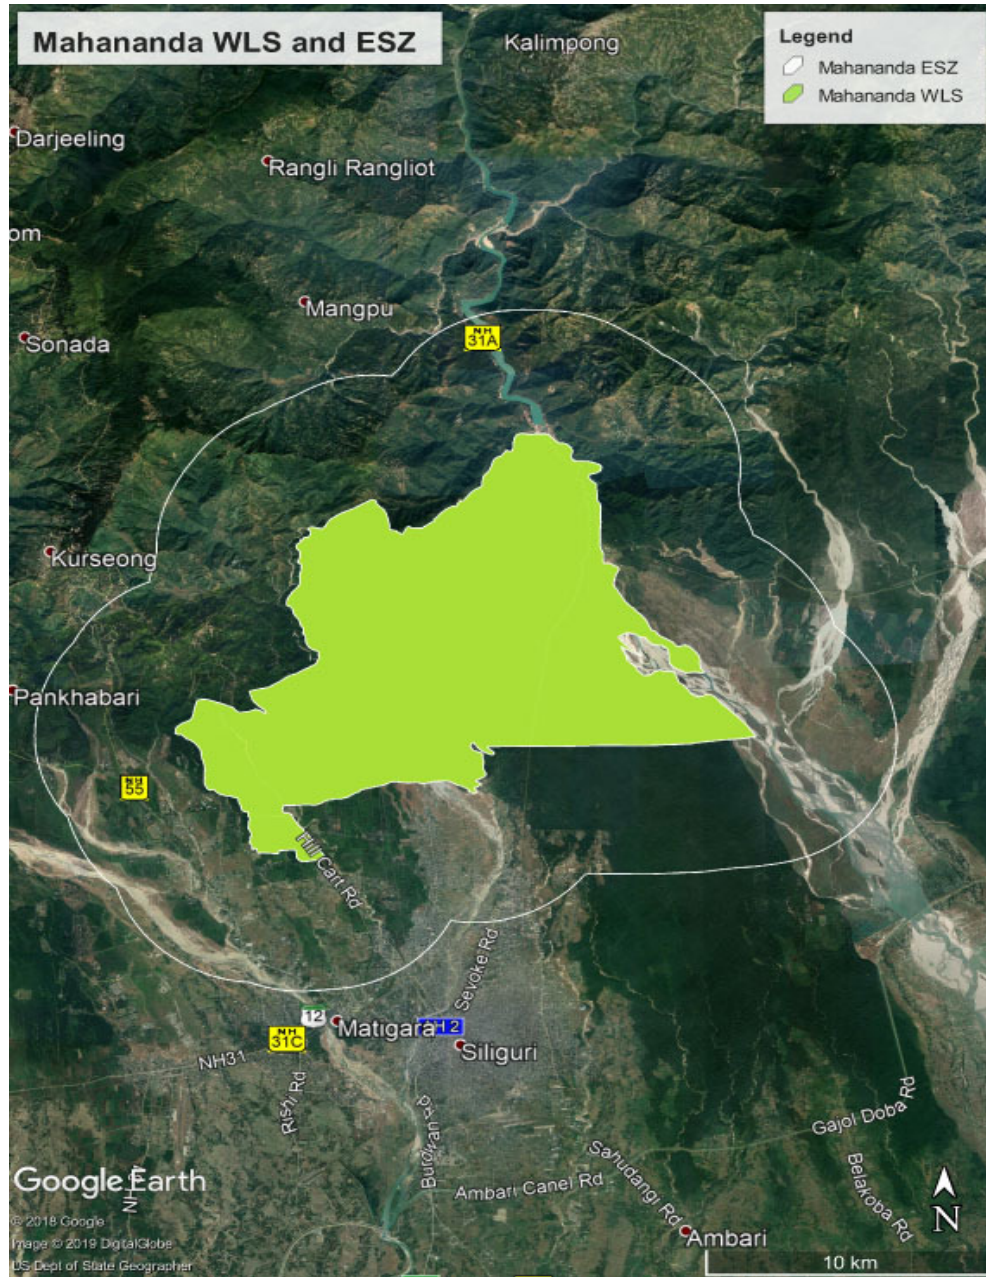 Mahananda WLS and ESZ
Kalimpong
Legend
Mahananda ESZ
Mahananda WLS
Darjeeling
Rangli Rangliot
om
Mangpu
NH
31A
Sonada
Kurseong
Pankhabari
NH
55
Hill Cart Rd
Sevoke Rd
12
Matigara
AH 2
NH
31C
Siliguri
NH31
Rishi Rd
Gajol Doba Rd
Burdwan Rd
Sahudangi Rd
Ambari Canel Rd
Belakoba Rd
Google Earth
N
© 2018 Google
Image © 2019 DigitalGlobe
US Dept of State Geographer
Ambari
10 km